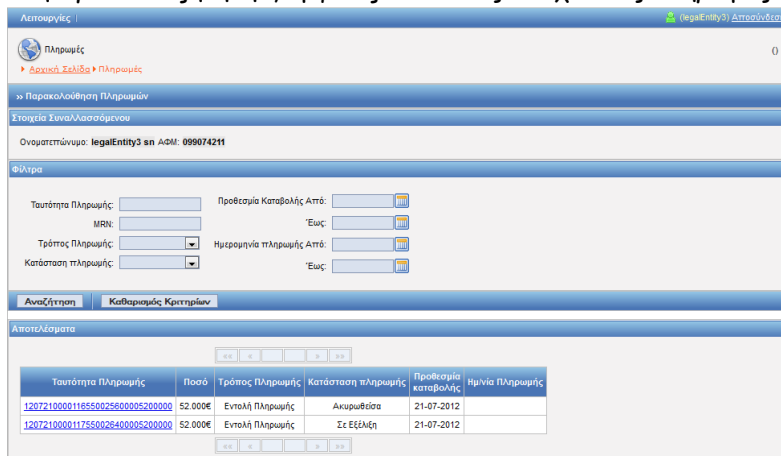 Λειτουργίες |
(legalEntity3) Αποσύνδεση
Πληρωμές
()
Αρχική Σελίδα Πληρωμές
» Παρακολούθηση Πληρωμών
Στοιχεία Συναλλασσόμενου
Ονοματεπώνυμο: legalEntity3 sn ΑΦΜ: 099074211
Φίλτρα
Ταυτότητα Πληρωμής: Προθεσμία Καταβολής Από:
MRN: Έως:
Τρόπος Πληρωμής: Ημερομηνία πληρωμής Από:
Κατάσταση πληρωμής: Έως:
Αναζήτηση Καθαρισμός Κριτηρίων
Αποτελέσματα
«« « » »»
Ταυτότητα Πληρωμής Ποσό Τρόπος Πληρωμής Κατάσταση πληρωμής Προθεσμία καταβολής Ημ/νία Πληρωμής
12072100001165500256000052​00000 52.000€ Εντολή Πληρωμής Ακυρωθείσα 21-07-2012
1207210000117550026400005200000 52.000€ Εντολή Πληρωμής Σε Εξέλιξη 21-07-2012
«« « » »»